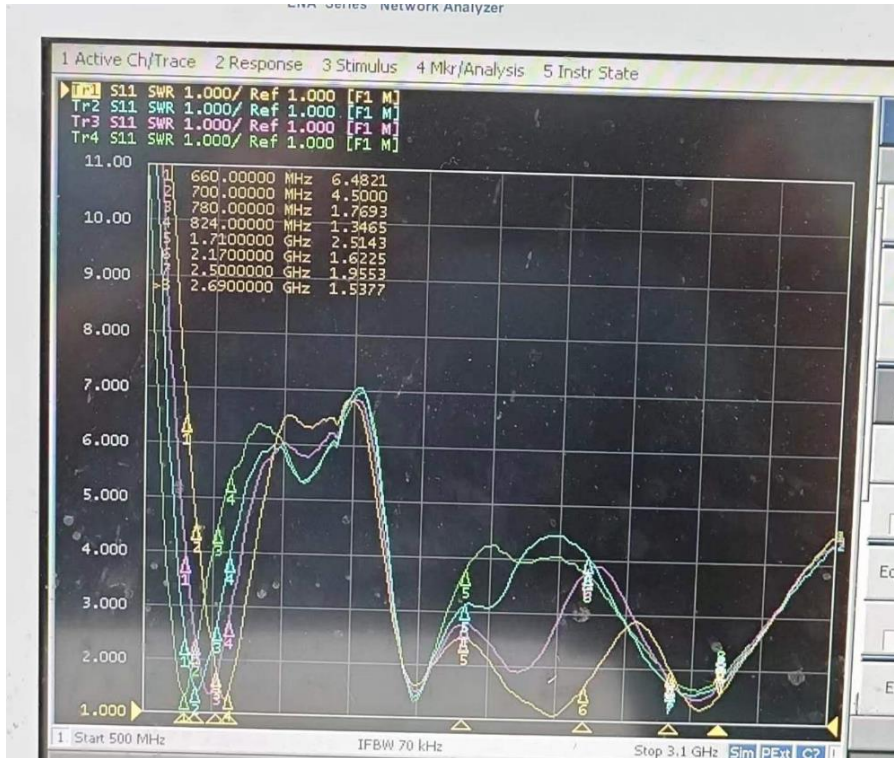 ENA Series Network Analyzer
1 Active Ch/Trace 2 Response 3 Stimulus 4 Mkr/Analysis 5 Instr State
Tr1 S11 SWR 1.000/ Ref 1.000 [F1 M]
Tr2 S11 SWR 1.000/ Ref 1.000 [F1 M]
Tr3 S11 SWR 1.000/ Ref 1.000 [F1 M]
Tr4 S11 SWR 1.000/ Ref 1.000 [F1 M]
11.00
10.00
9.000
8.000
7.000
6.000
5.000
4.000
3.000
2.000
1.000
1 660.00000 MHz 6.4821
2 700.00000 MHz 4.5000
3 780.00000 MHz 1.7693
4 824.00000 MHz 1.3465
5 1.7100000 GHz 2.5143
6 2.1700000 GHz 1.6225
7 2.5000000 GHz 1.9553
>8 2.6900000 GHz 1.5377
1 Start 500 MHz IFBW 70 kHz Stop 3.1 GHz Sim PExt C?